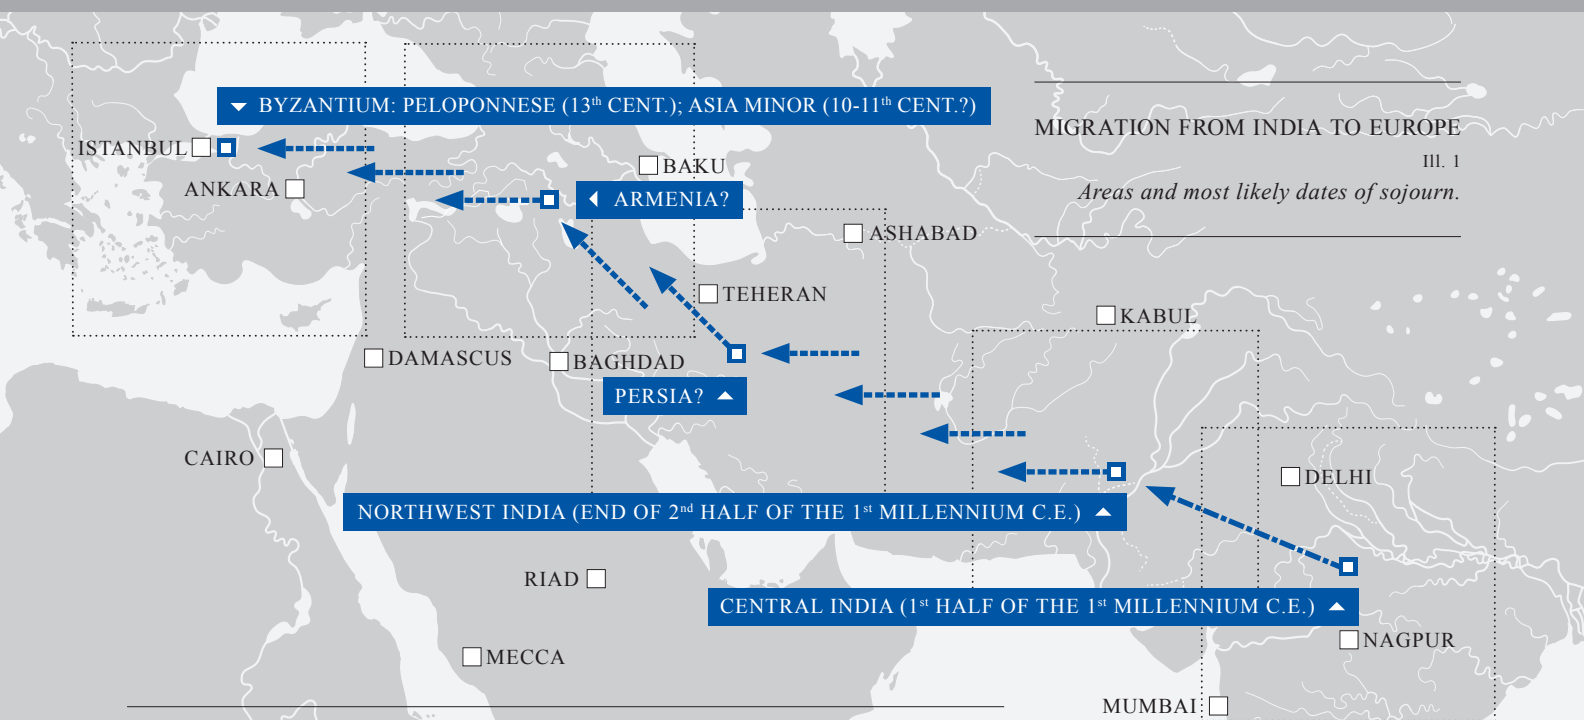 BYZANTIUM: PELOPONNESE (13th CENT.); ASIA MINOR (10-11th CENT.?)
MIGRATION FROM INDIA TO EUROPE
Ill. 1
Areas and most likely dates of sojourn.
ISTANBUL
ANKARA
BAKU
ARMENIA?
ASHABAD
TEHERAN
KABUL
DAMASCUS
BAGHDAD
PERSIA?
CAIRO
DELHI
NORTHWEST INDIA (END OF 2nd HALF OF THE 1st MILLENNIUM C.E.)
RIAD
CENTRAL INDIA (1st HALF OF THE 1st MILLENNIUM C.E.)
NAGPUR
MECCA
MUMBAI